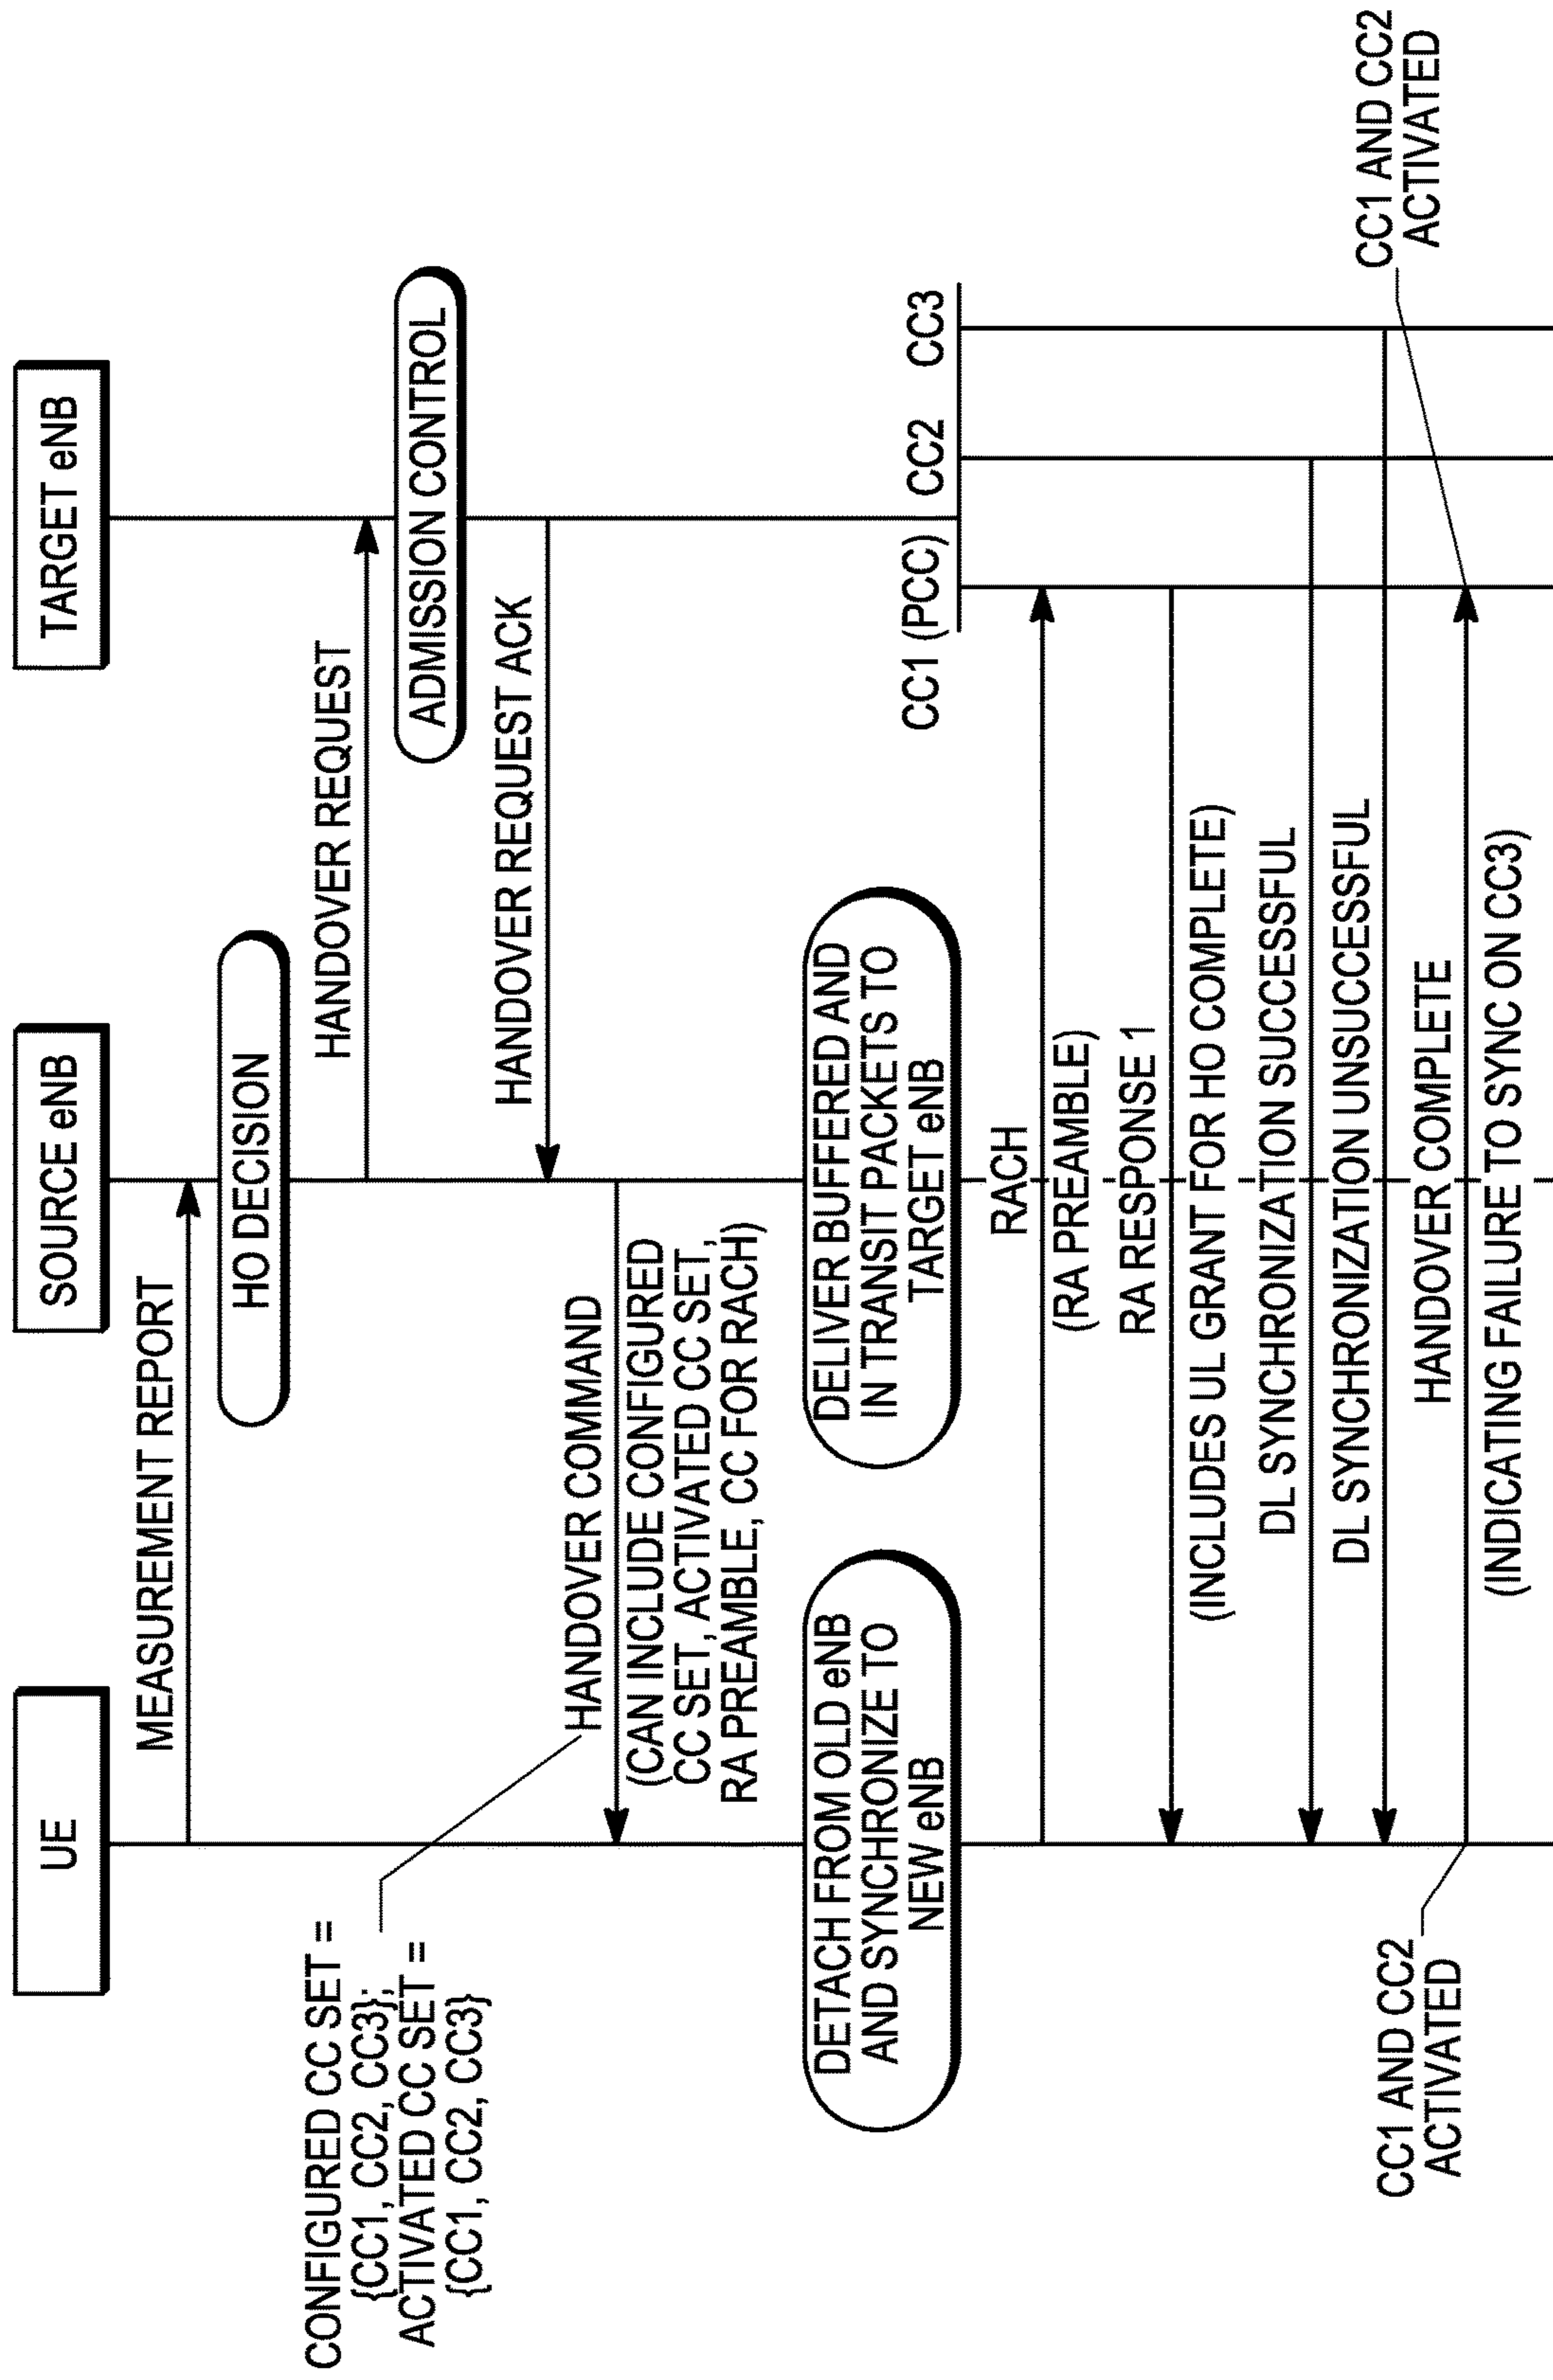 UE
SOURCE eNB
TARGET eNB
MEASUREMENT REPORT
HO DECISION
HANDOVER REQUEST
ADMISSION CONTROL
CONFIGURED CC SET =
{CC1, CC2, CC3};
ACTIVATED CC SET =
{CC1, CC2, CC3}
HANDOVER REQUEST ACK
HANDOVER COMMAND
(CAN INCLUDE CONFIGURED
CC SET, ACTIVATED CC SET,
RA PREAMBLE, CC FOR RACH)
DETACH FROM OLD eNB
AND SYNCHRONIZE TO
NEW eNB
DELIVER BUFFERED AND
IN TRANSIT PACKETS TO
TARGET eNB
CC1 (PCC)
CC2
CC3
RACH
(RA PREAMBLE)
RA RESPONSE 1
(INCLUDES UL GRANT FOR HO COMPLETE)
DL SYNCHRONIZATION SUCCESSFUL
DL SYNCHRONIZATION UNSUCCESSFUL
CC1 AND CC2
ACTIVATED
HANDOVER COMPLETE
(INDICATING FAILURE TO SYNC ON CC3)
CC1 AND CC2
ACTIVATED